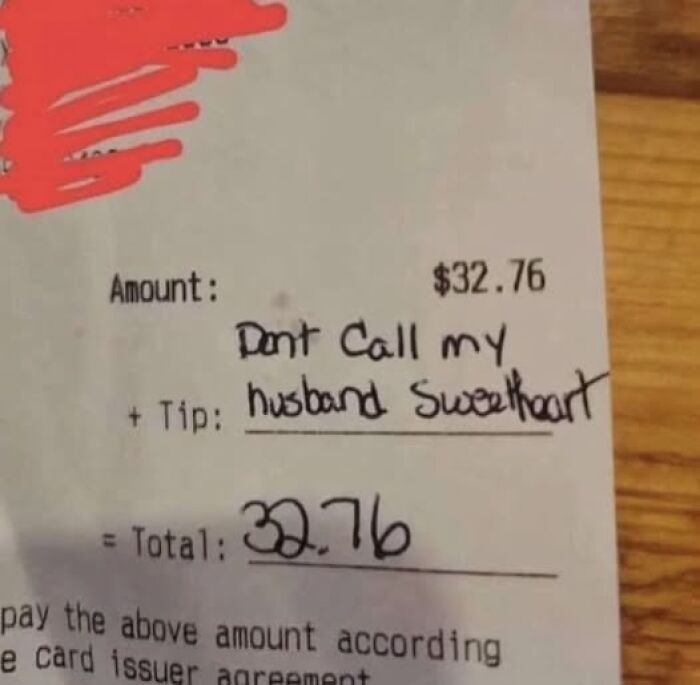 Amount: $32.76
Dont Call my
+ Tip: husband Sweetheart
= Total: 32.76
pay the above amount according
e card issuer agreement